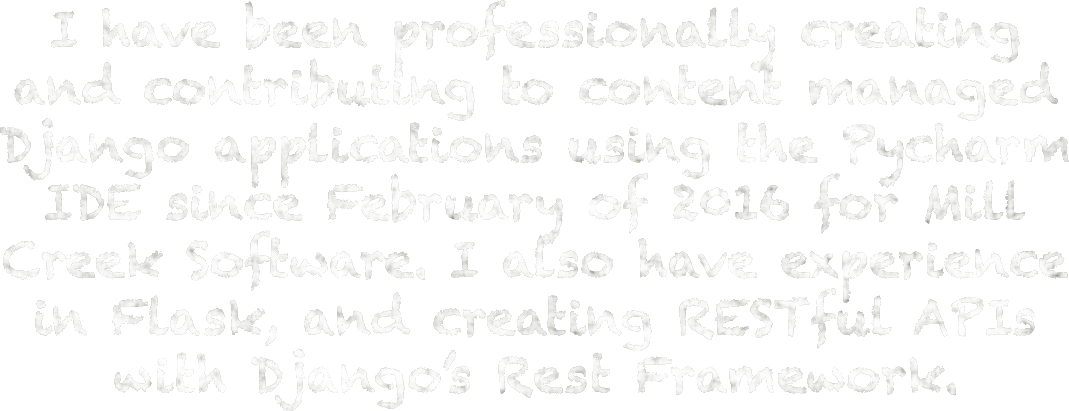 I have been professionally creating
and contributing to content managed
Django applications using the Pycharm
IDE since February of 2016 for Mill
Creek Software. I also have experience
in Flask, and creating RESTful APIs
with Django's Rest Framework.